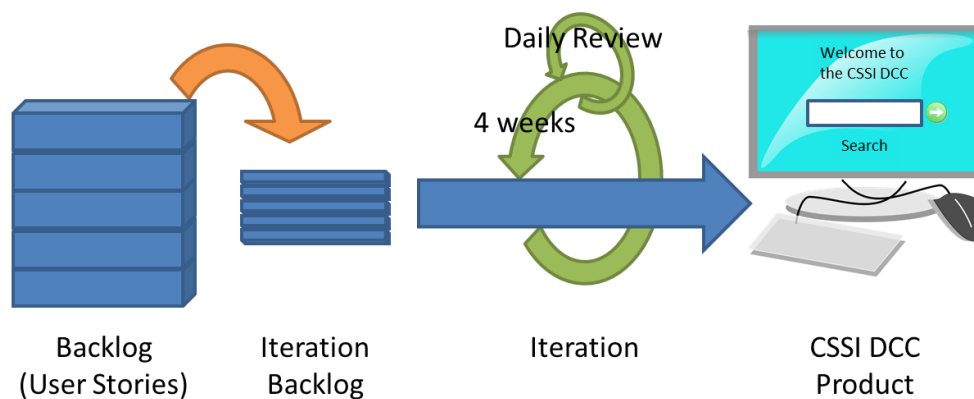 Daily Review
4 weeks
Welcome to
the CSSI DCC
Search
Backlog
(User Stories)
Iteration
Backlog
Iteration
CSSI DCC
Product